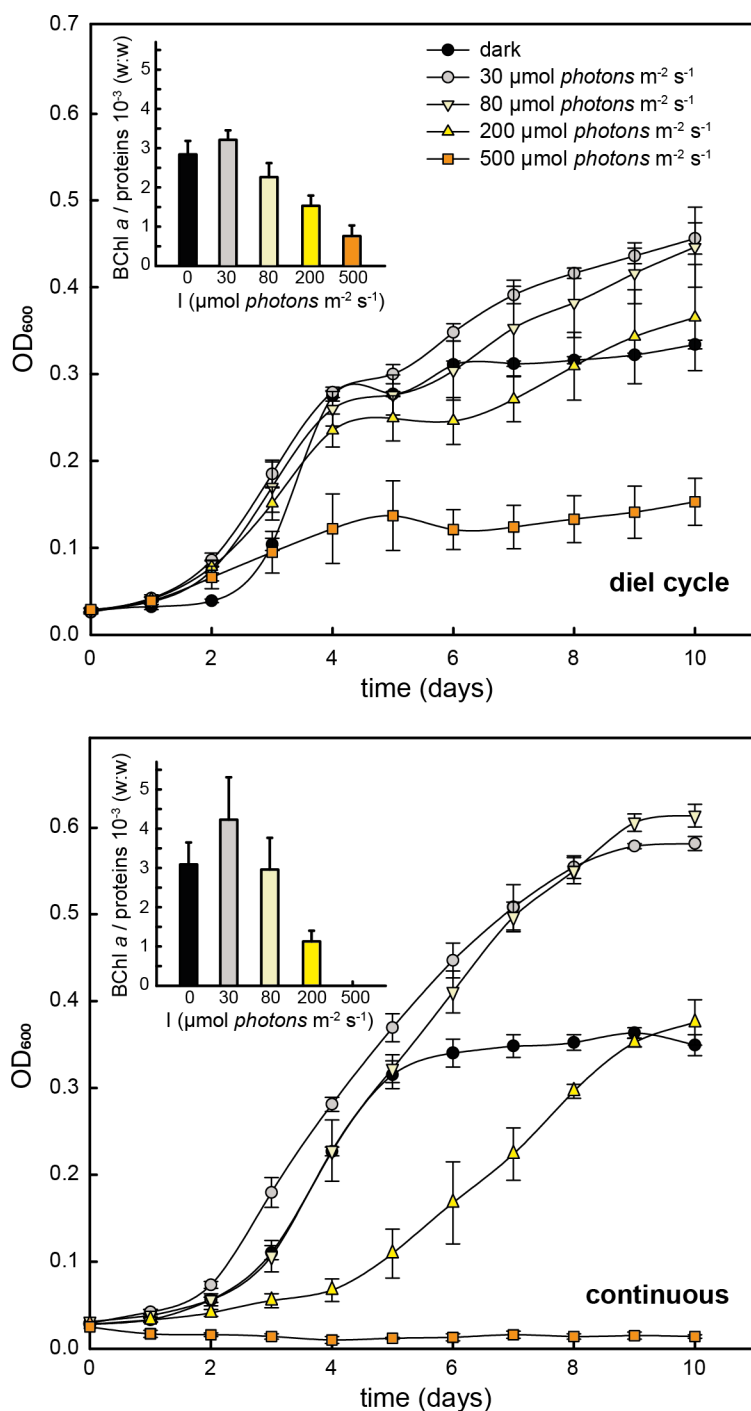 0.7
0.6
0.5
0.4
0.3
0.2
0.1
0.0
OD₆₀₀
BChl a / proteins 10⁻³ (w:w)
5
4
3
2
1
0
0 30 80 200 500
I (µmol photons m⁻² s⁻¹)
dark
30 µmol photons m⁻² s⁻¹
80 µmol photons m⁻² s⁻¹
200 µmol photons m⁻² s⁻¹
500 µmol photons m⁻² s⁻¹
diel cycle
0 2 4 6 8 10
time (days)
0.6
0.5
0.4
0.3
0.2
0.1
0.0
OD₆₀₀
BChl a / proteins 10⁻³ (w:w)
5
4
3
2
1
0
0 30 80 200 500
I (µmol photons m⁻² s⁻¹)
continuous
0 2 4 6 8 10
time (days)